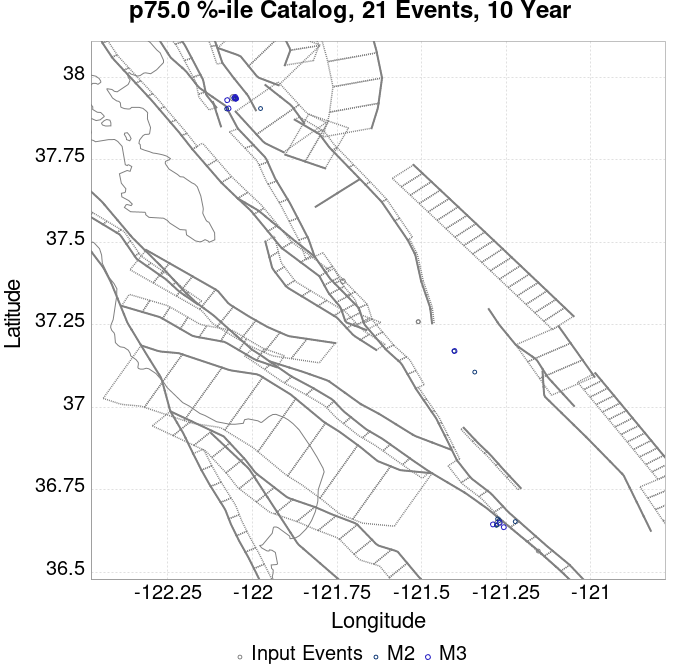 p75.0 %-ile Catalog, 21 Events, 10 Year
38
37.75
37.5
37.25
37
36.75
36.5
Latitude
-122.25 -122 -121.75 -121.5 -121.25 -121
Longitude
Input Events M2 M3